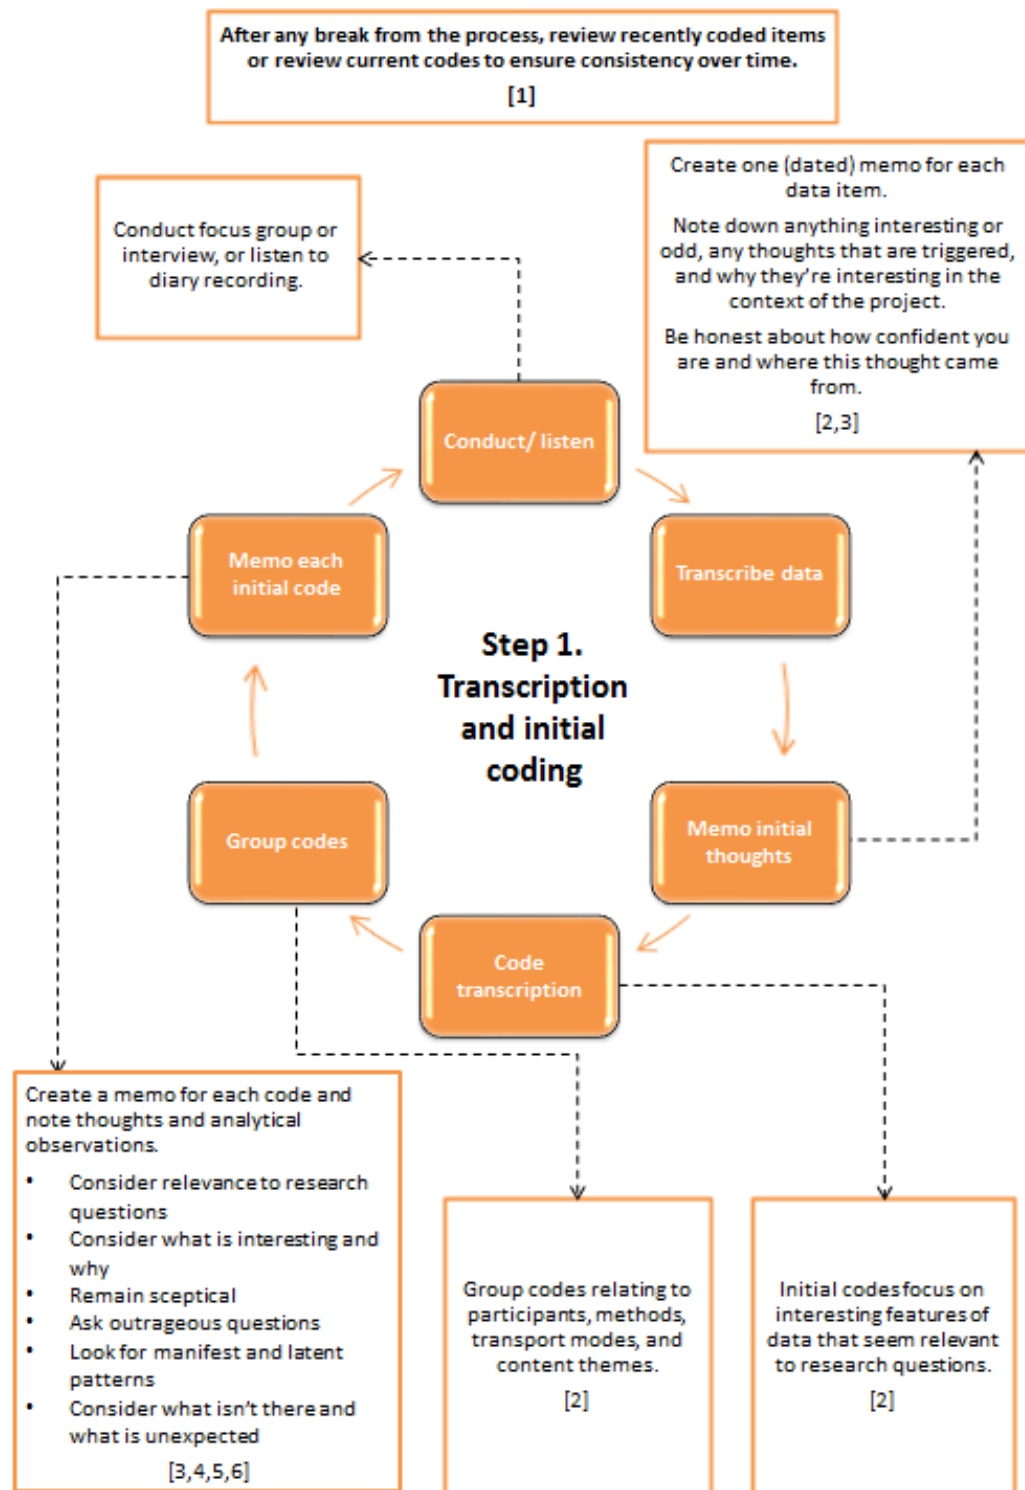 After any break from the process, review recently coded items
or review current codes to ensure consistency over time.
[1]
Conduct focus group or
interview, or listen to
diary recording.
Create one (dated) memo for each
data item.
Note down anything interesting or
odd, any thoughts that are triggered,
and why they're interesting in the
context of the project.
Be honest about how confident you
are and where this thought came
from.
[2,3]
Conduct/ listen
Memo each
initial code
Transcribe data
Step 1.
Transcription
and initial
coding
Group codes
Memo initial
thoughts
Code
transcription
Create a memo for each code and
note thoughts and analytical
observations.
• Consider relevance to research
questions
• Consider what is interesting and
why
• Remain sceptical
• Ask outrageous questions
• Look for manifest and latent
patterns
• Consider what isn't there and
what is unexpected
[3,4,5,6]
Group codes relating to
participants, methods,
transport modes, and
content themes.
[2]
Initial codes focus on
interesting features of
data that seem relevant
to research questions.
[2]